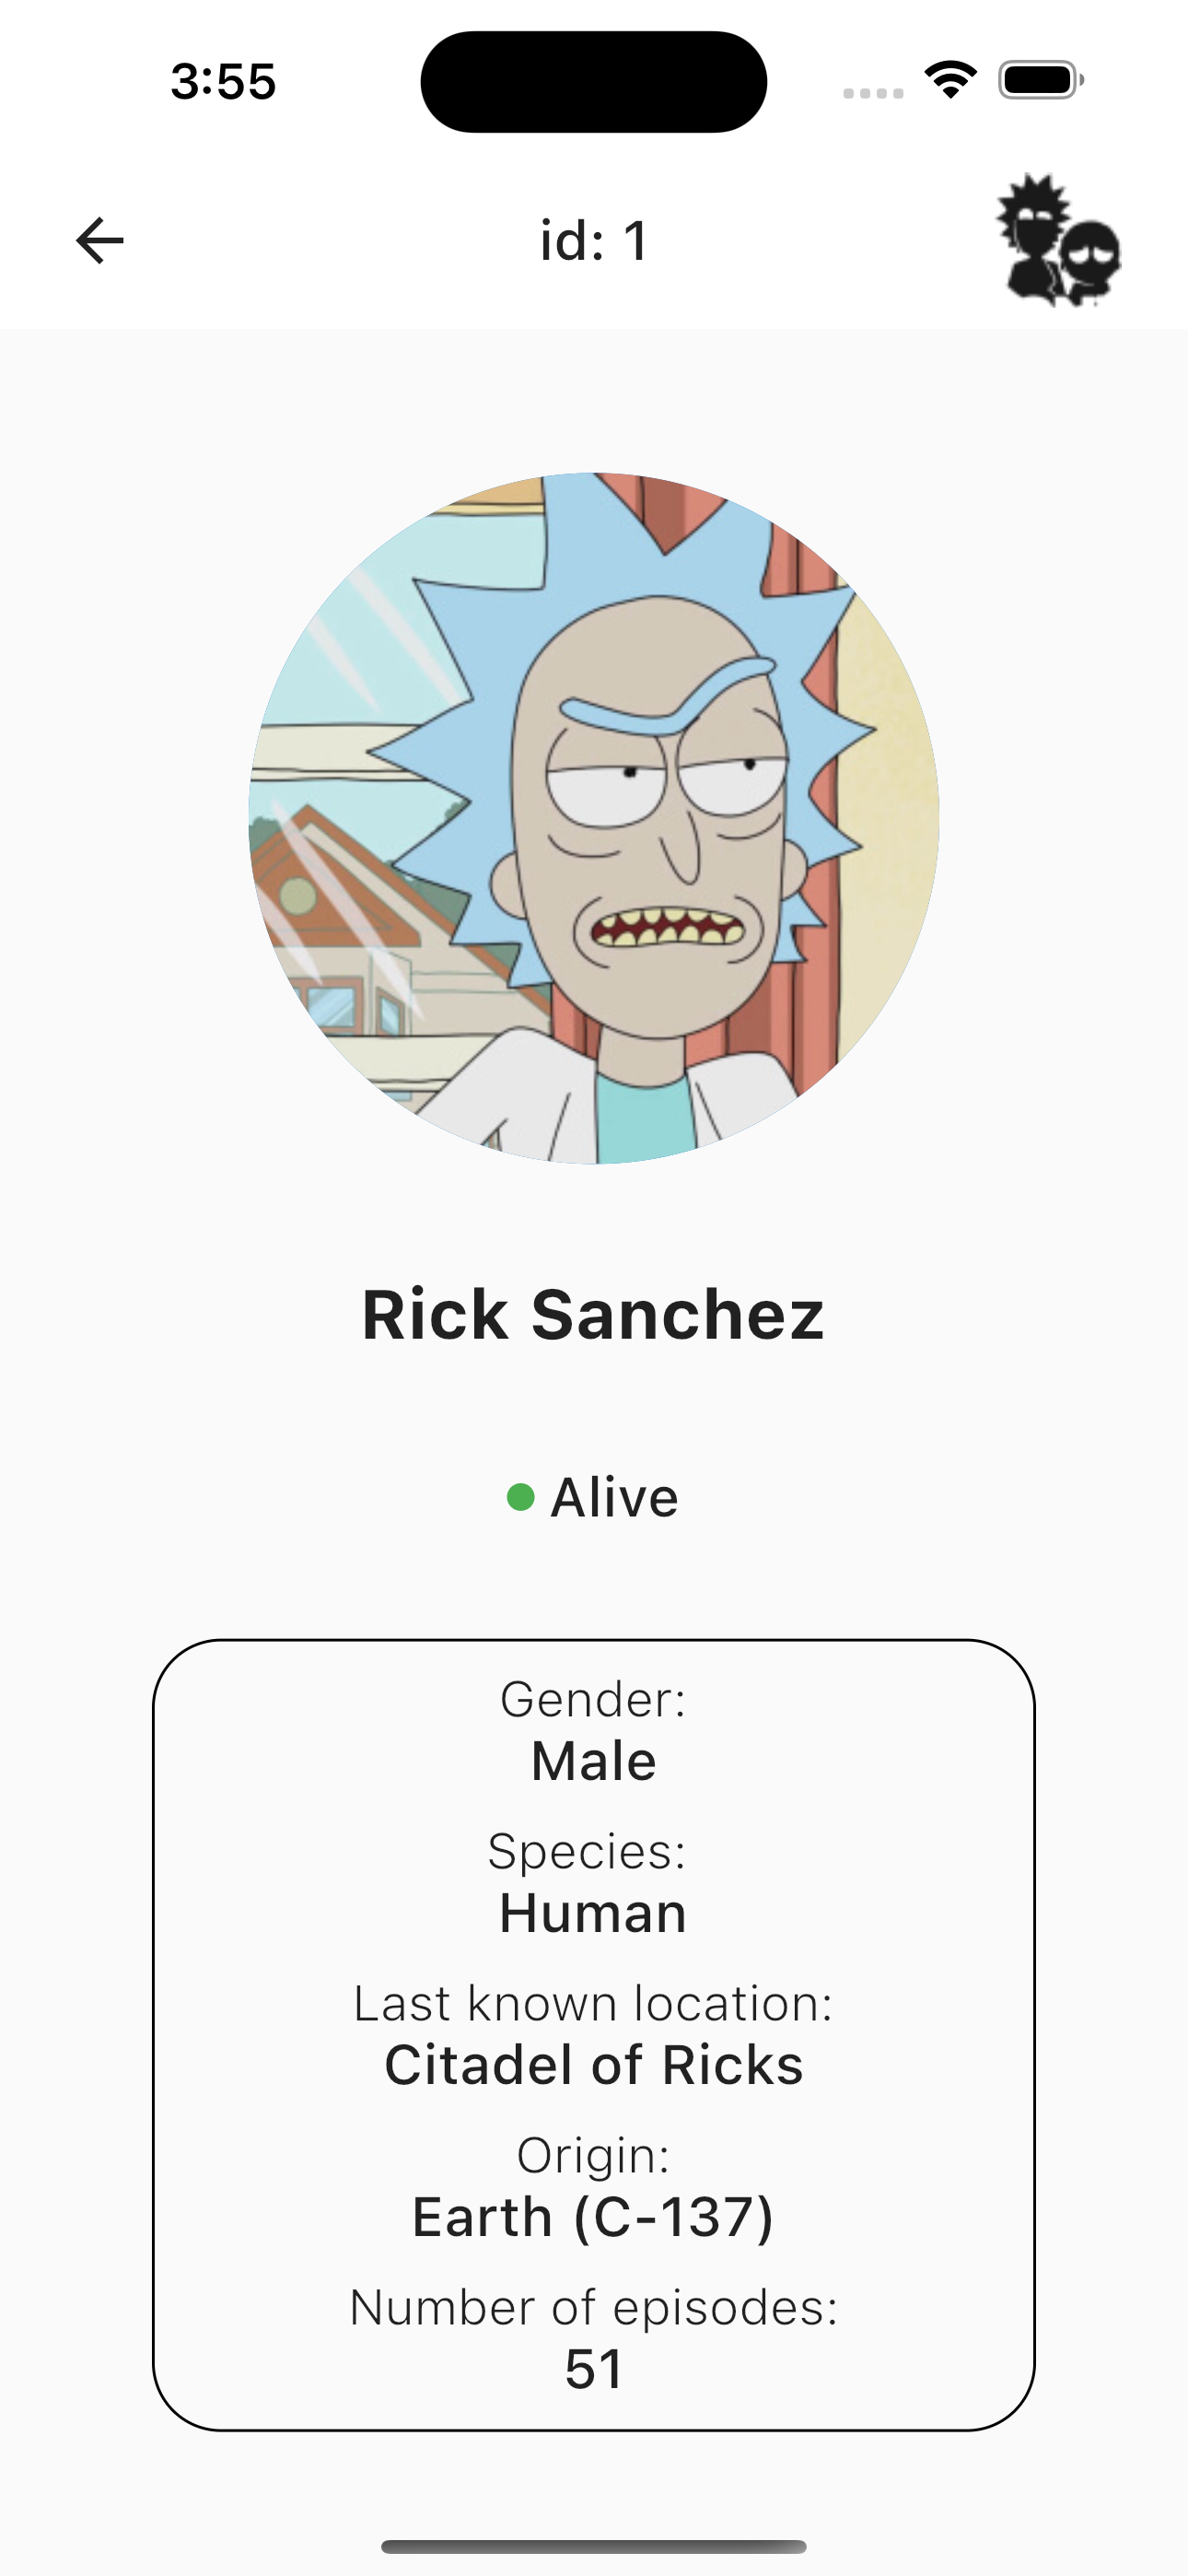 3:55
id: 1
Rick Sanchez
Alive
Gender:
Male
Species:
Human
Last known location:
Citadel of Ricks
Origin:
Earth (C-137)
Number of episodes:
51